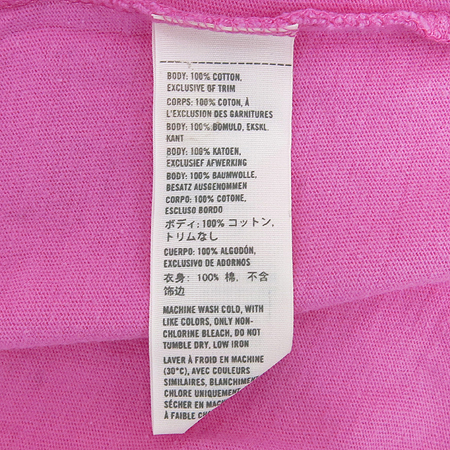 BODY: 100% COTTON,
EXCLUSIVE OF TRIM
CORPS: 100% COTON, À
L'EXCLUSION DES GARNITURES
BODY: 100% BOMULD, EKSKL.
KANT
BODY: 100% KATOEN,
EXCLUSIEF AFWERKING
BODY: 100% BAUMWOLLE,
BESATZ AUSGENOMMEN
CORPO: 100% COTONE,
ESCLUSO BORDO
ボディ: 100% コットン,
トリムなし
CUERPO: 100% ALGODÓN,
EXCLUSIVO DE ADORNOS
衣身: 100% 棉, 不含
饰边
MACHINE WASH COLD, WITH
LIKE COLORS, ONLY NON-
CHLORINE BLEACH, DO NOT
TUMBLE DRY, LOW IRON
LAVER À FROID EN MACHINE
(30°C), AVEC COULEURS
SIMILAIRES, BLANCHIMEN
CHLORE UNIQUEMEN
SÉCHER EN MAC
À FAIBLE